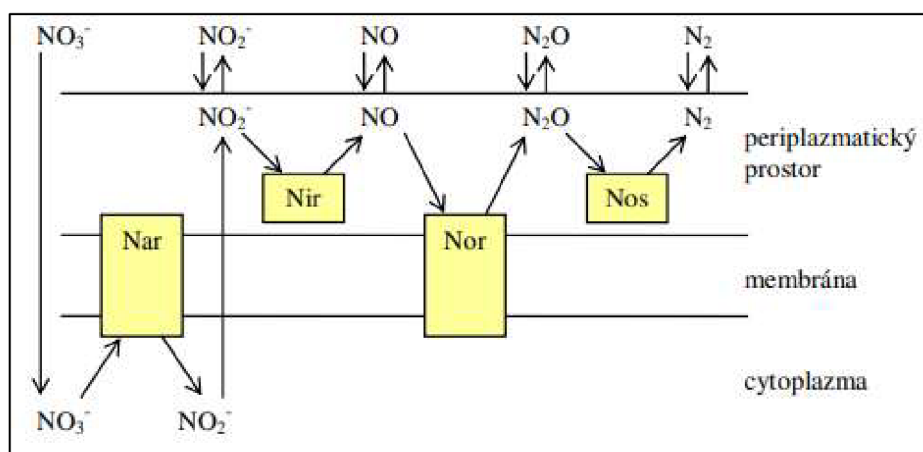 NO₃⁻ NO₂⁻ NO N₂O N₂
NO₂⁻ NO N₂O N₂
periplazmatický
prostor
Nir Nos
Nar Nor
membrána
cytoplazma
NO₃⁻ NO₂⁻